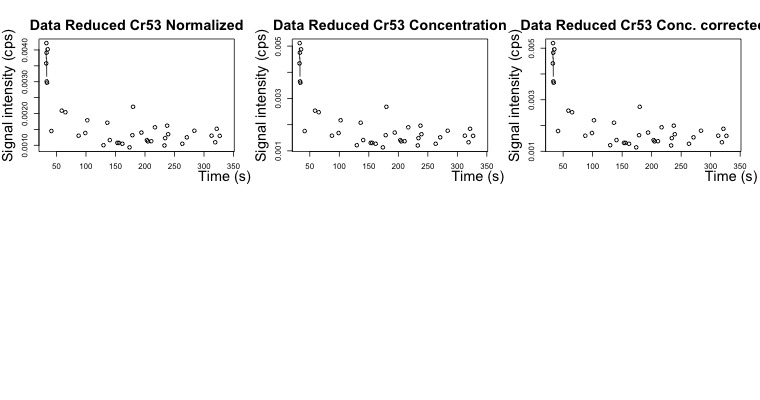 Data Reduced Cr53 Normalized
Signal intensity (cps)
0.0010 0.0020 0.0030 0.0040
50 100 150 200 250 300 350
Time (s)
Data Reduced Cr53 Concentration
Signal intensity (cps)
0.001 0.003 0.005
50 100 150 200 250 300 350
Time (s)
Data Reduced Cr53 Conc. corrected
Signal intensity (cps)
0.001 0.003 0.005
50 100 150 200 250 300 350
Time (s)